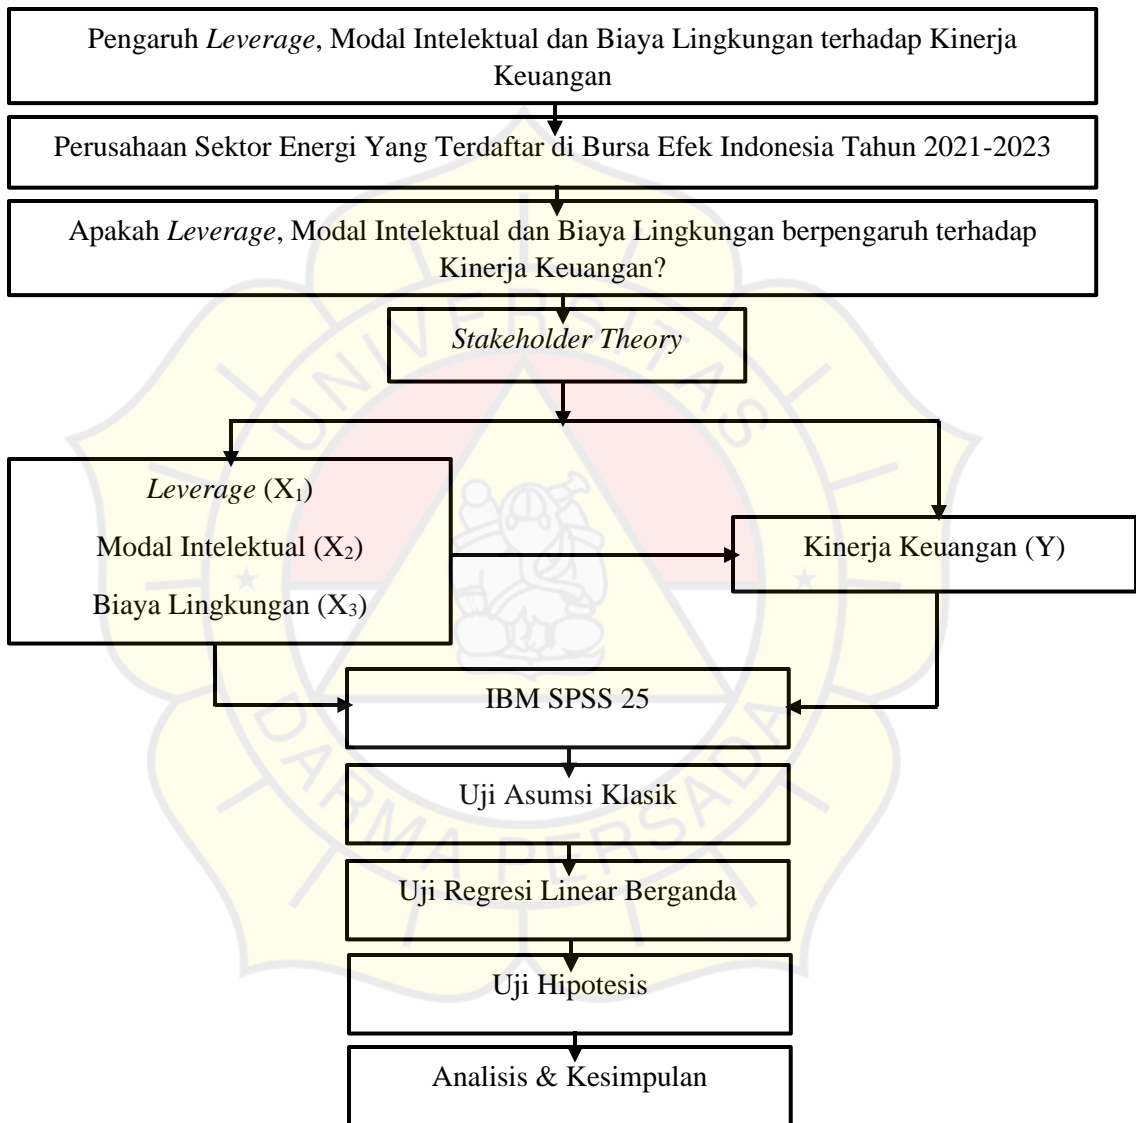 Pengaruh Leverage, Modal Intelektual dan Biaya Lingkungan terhadap Kinerja
Keuangan
Perusahaan Sektor Energi Yang Terdaftar di Bursa Efek Indonesia Tahun 2021-2023
Apakah Leverage, Modal Intelektual dan Biaya Lingkungan berpengaruh terhadap
Kinerja Keuangan?
Stakeholder Theory
Leverage (X₁)
Modal Intelektual (X₂)
Biaya Lingkungan (X₃)
Kinerja Keuangan (Y)
IBM SPSS 25
Uji Asumsi Klasik
Uji Regresi Linear Berganda
Uji Hipotesis
Analisis & Kesimpulan
UNIVERSITAS
DARMA PERSADA